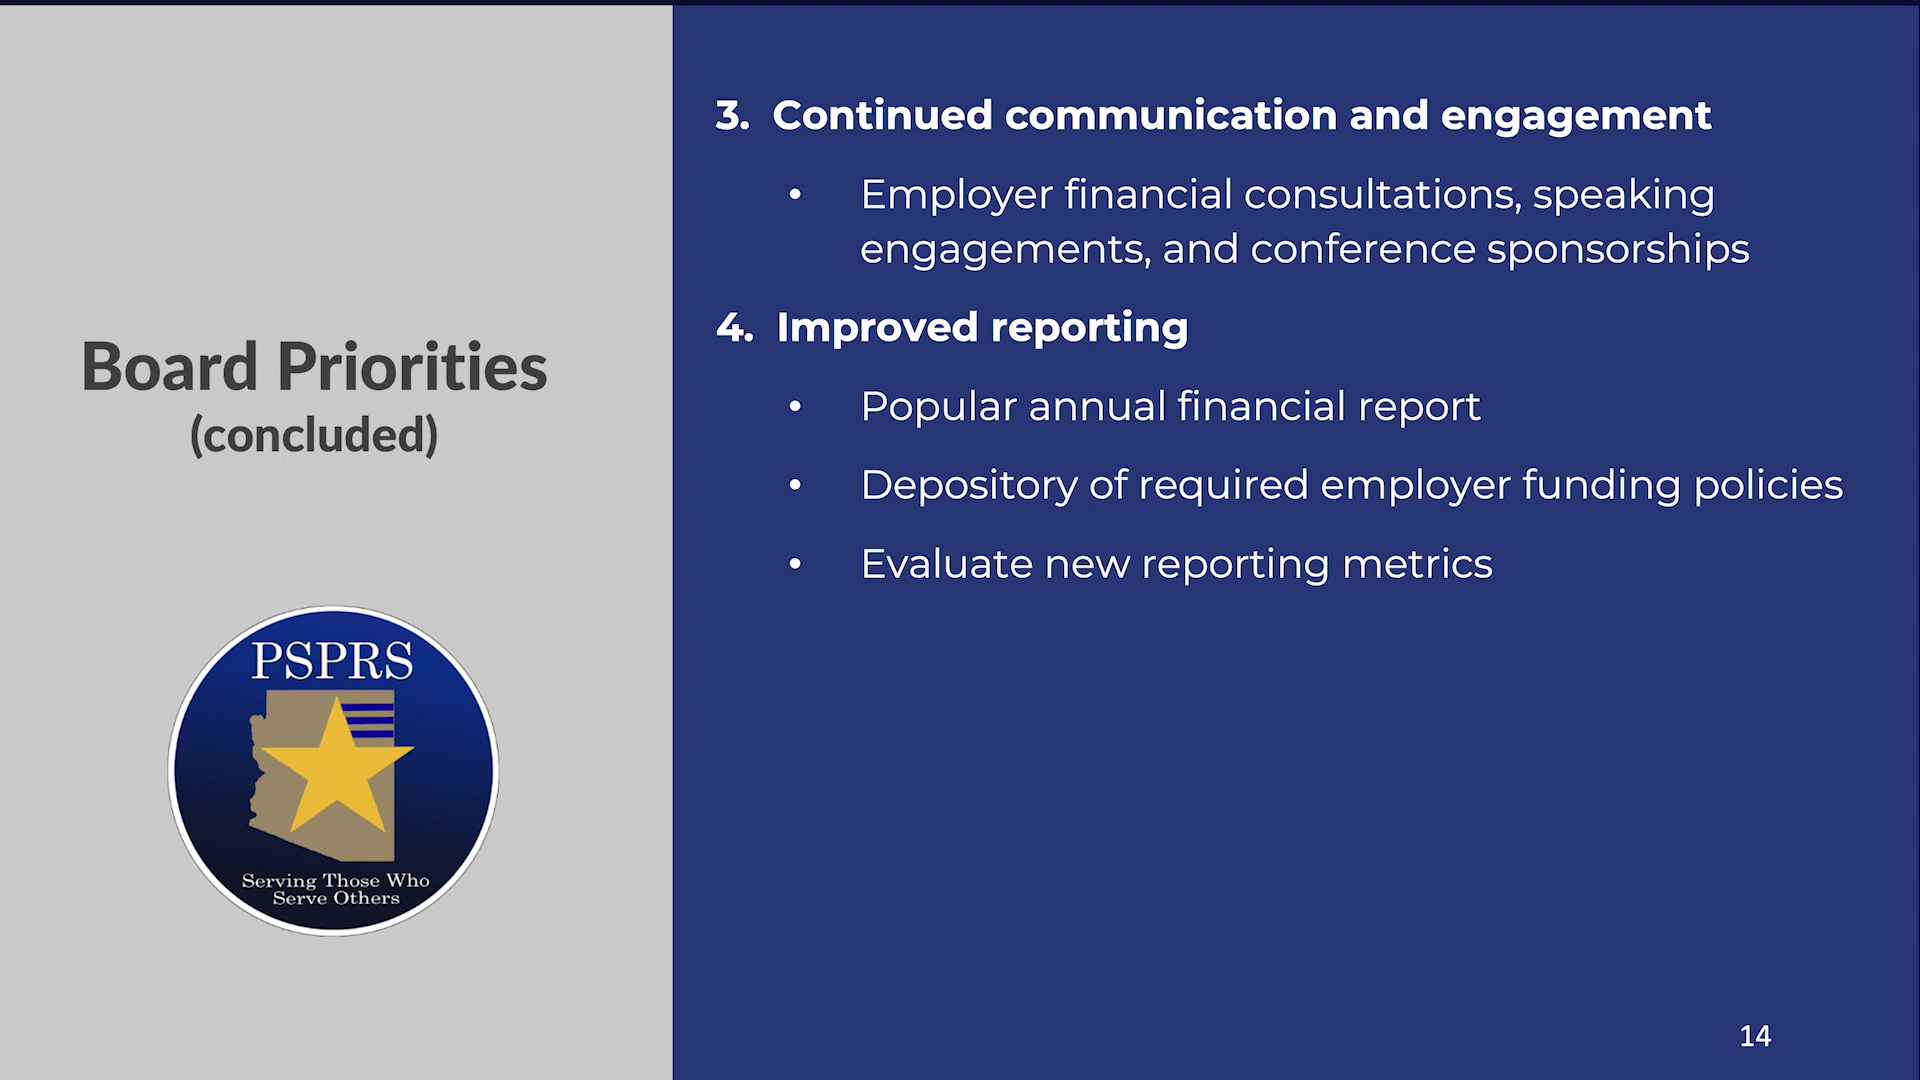 Board Priorities
(concluded)
PSPRS
Serving Those Who
Serve Others
3. Continued communication and engagement
• Employer financial consultations, speaking
engagements, and conference sponsorships
4. Improved reporting
• Popular annual financial report
• Depository of required employer funding policies
• Evaluate new reporting metrics
14